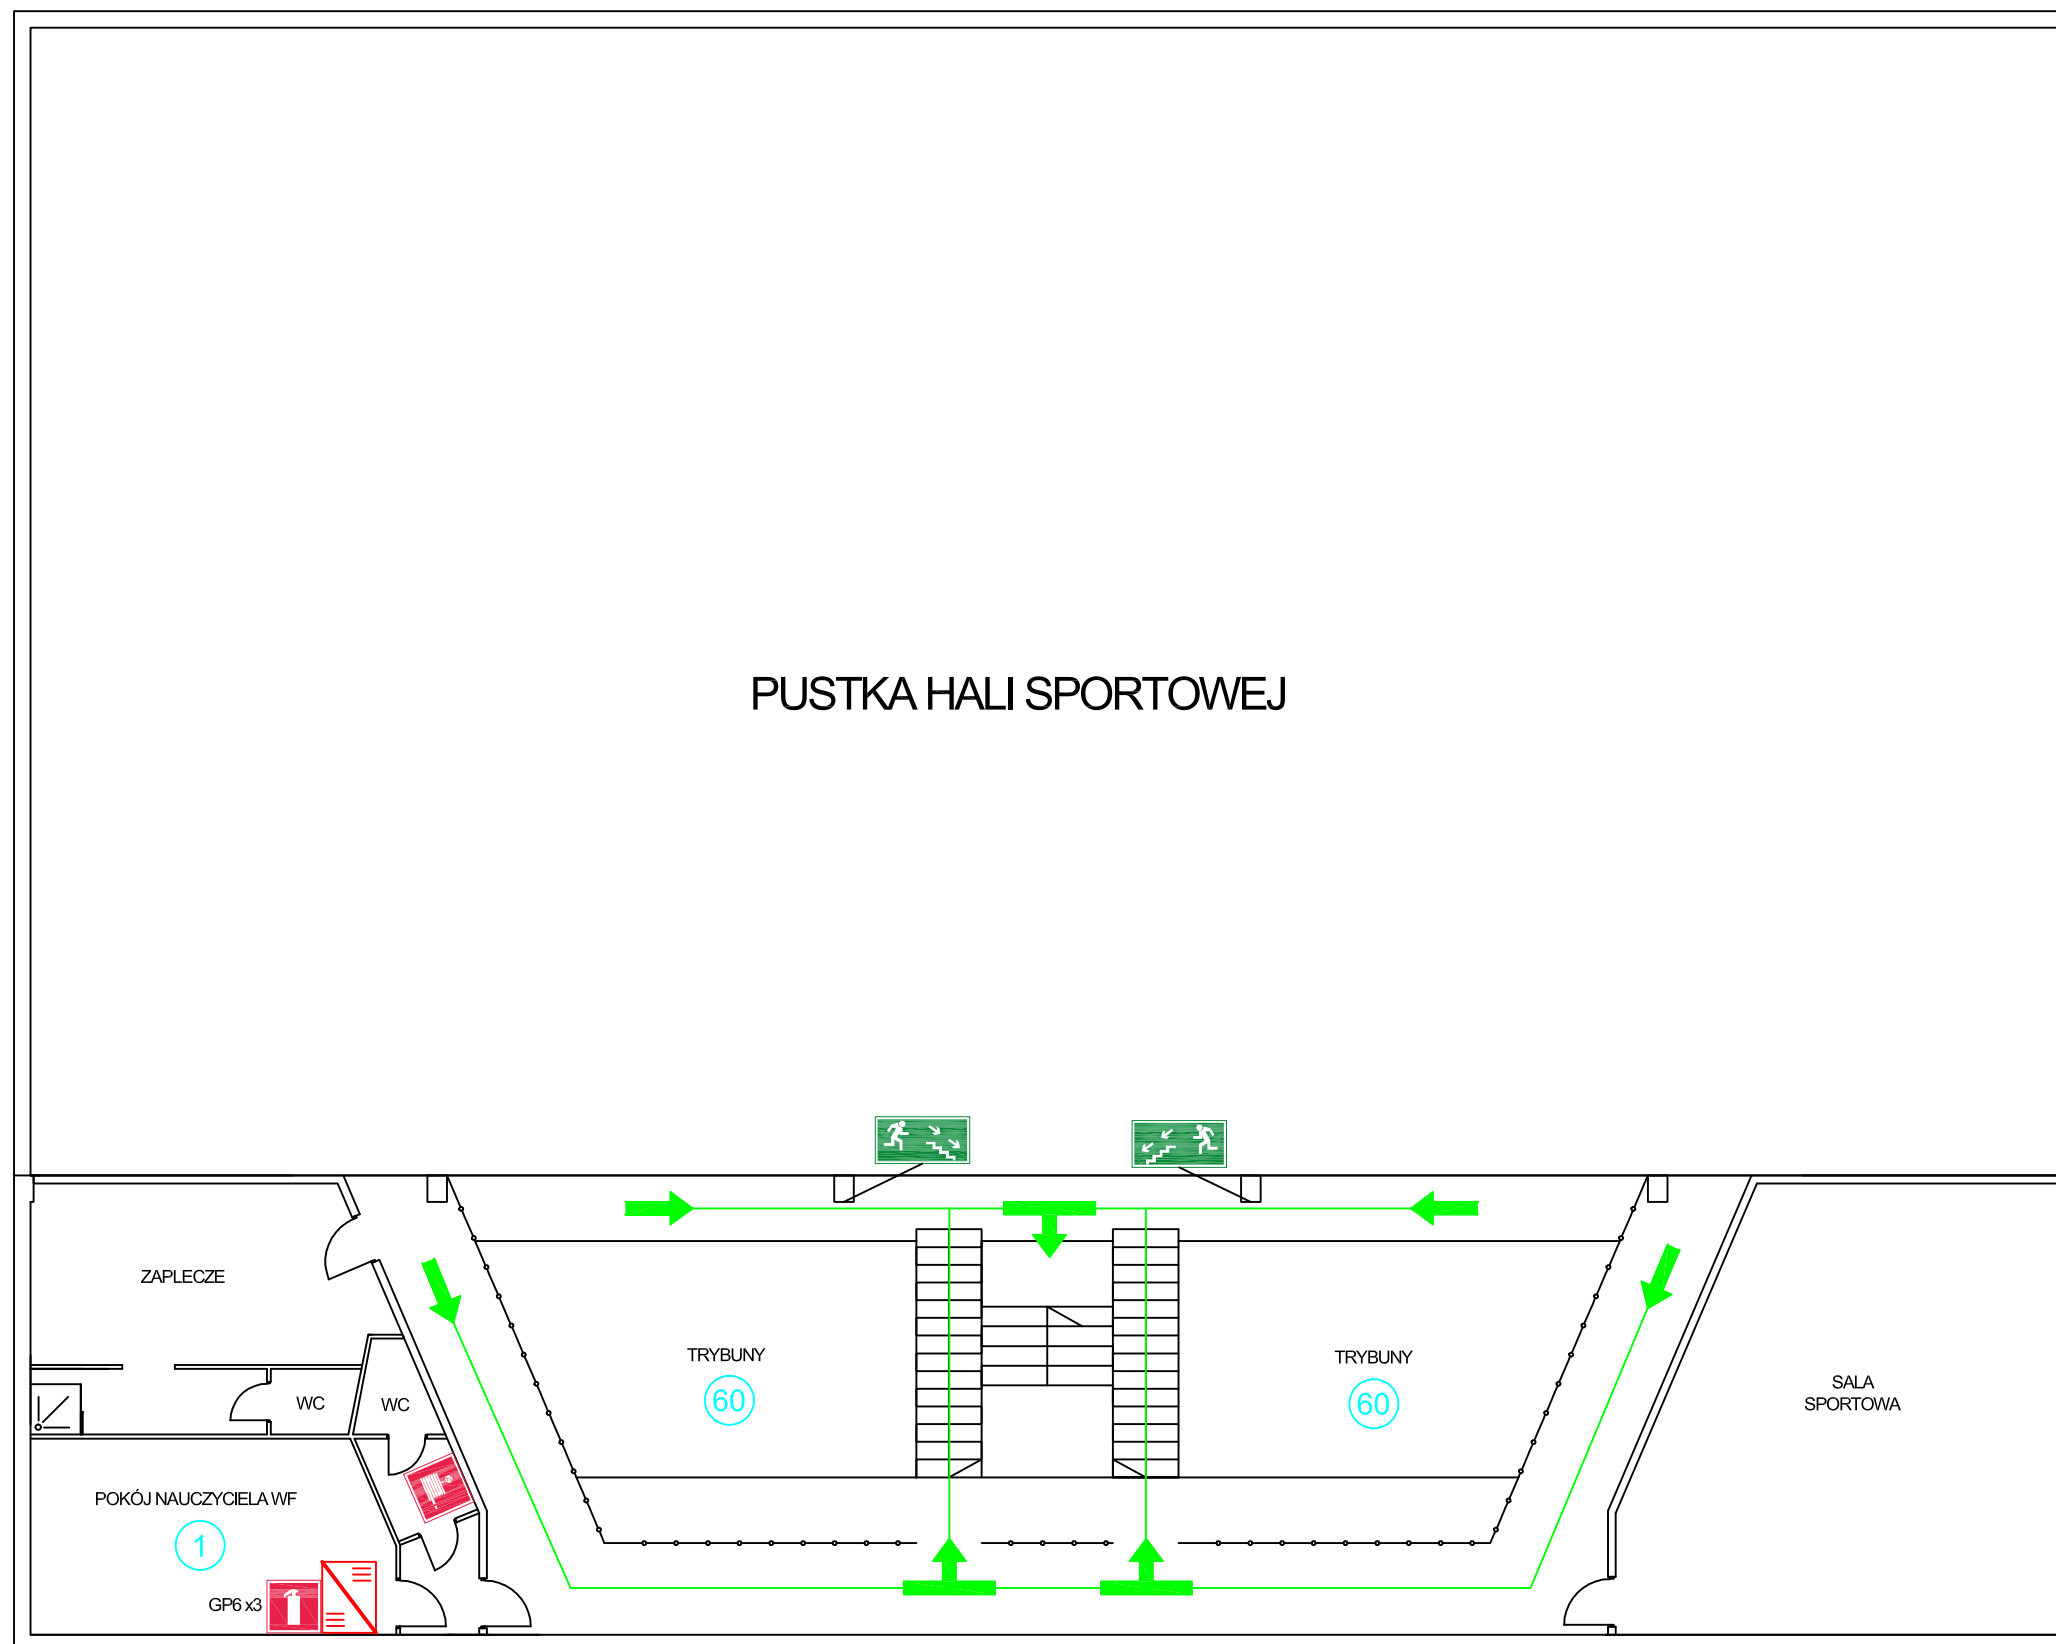 PUSTKA HALI SPORTOWEJ
ZAPLECZE
TRYBUNY
60
TRYBUNY
60
SALA
SPORTOWA
WC
WC
POKÓJ NAUCZYCIELA WF
1
GP6 x3